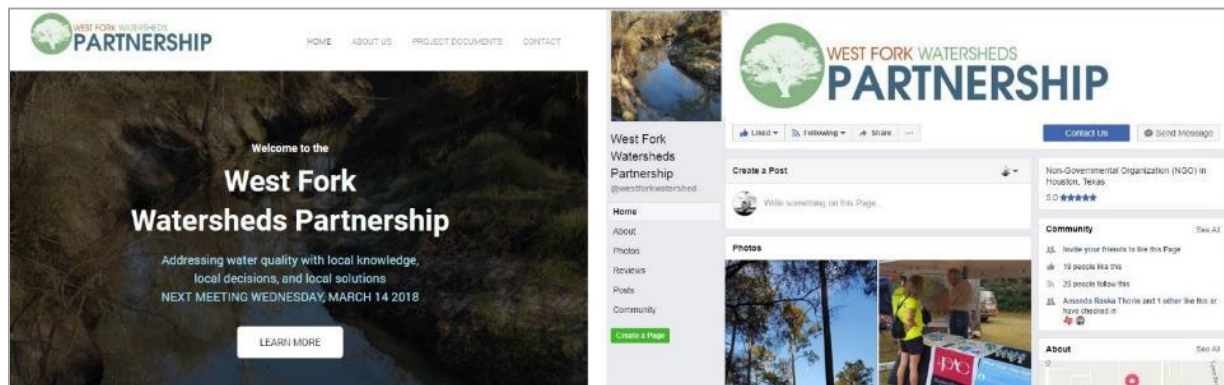 WEST FORK WATERSHEDS
PARTNERSHIP
HOME ABOUT US PROJECT DOCUMENTS CONTACT
Welcome to the
West Fork
Watersheds Partnership
Addressing water quality with local knowledge,
local decisions, and local solutions
NEXT MEETING WEDNESDAY, MARCH 14 2018
LEARN MORE
West Fork
Watersheds
Partnership
@westforkwatershed
Home
About
Photos
Reviews
Posts
Community
Create a Page
WEST FORK WATERSHEDS
PARTNERSHIP
Liked Following Share ...
Contact Us Send Message
Create a Post
Write something on this Page...
Photos
Non-Governmental Organization (NGO) in
Houston, Texas
5.0 ★★★★★
Community See All
Invite your friends to like this Page
19 people like this
20 people follow this
Amanda Raska Thorin and 1 other like this or
have checked in
About See All